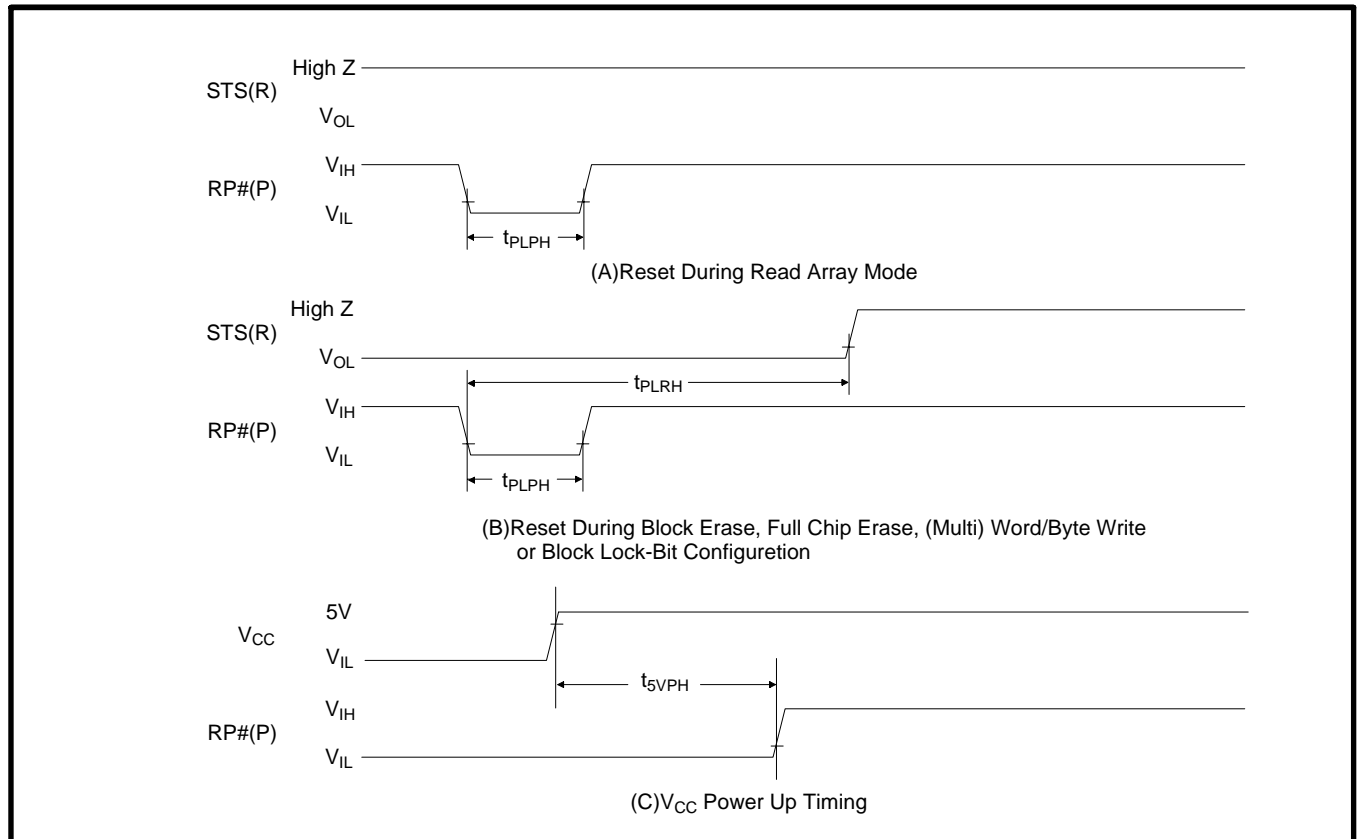 High Z
STS(R)
VOL
VIH
RP#(P)
VIL
tPLPH
(A)Reset During Read Array Mode
High Z
STS(R)
VOL
tPLRH
VIH
RP#(P)
VIL
tPLPH
(B)Reset During Block Erase, Full Chip Erase, (Multi) Word/Byte Write
or Block Lock-Bit Configuretion
5V
VCC
VIL
t5VPH
VIH
RP#(P)
VIL
(C)VCC Power Up Timing